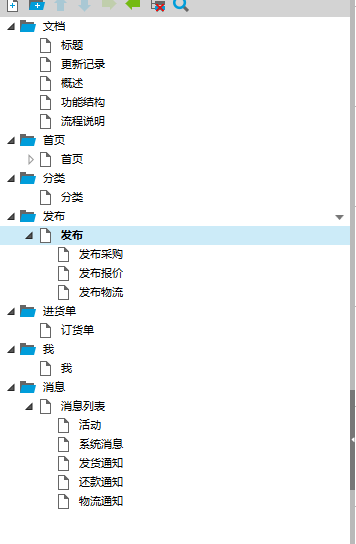 文档
标题
更新记录
概述
功能结构
流程说明
首页
首页
分类
分类
发布
发布
发布采购
发布报价
发布物流
进货单
订货单
我
我
消息
消息列表
活动
系统消息
发货通知
还款通知
物流通知